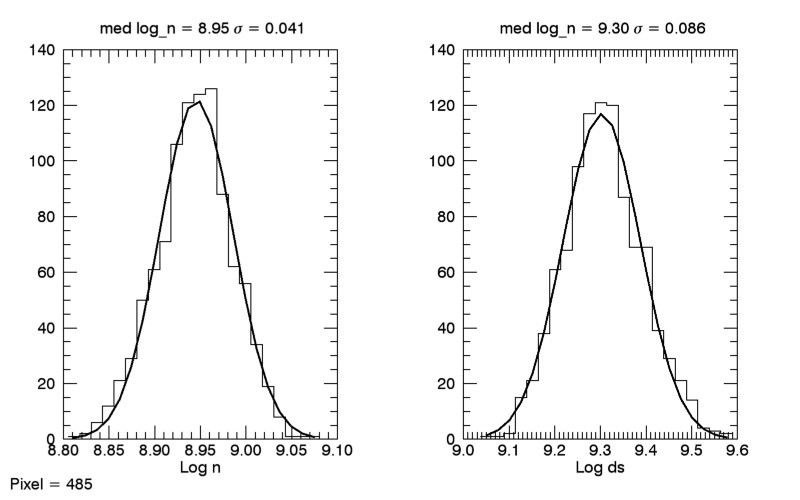 med log_n = 8.95 σ = 0.041
140
120
100
80
60
40
20
0
8.80 8.85 8.90 8.95 9.00 9.05 9.10
Log n
med log_n = 9.30 σ = 0.086
140
120
100
80
60
40
20
0
9.0 9.1 9.2 9.3 9.4 9.5 9.6
Log ds
Pixel = 485